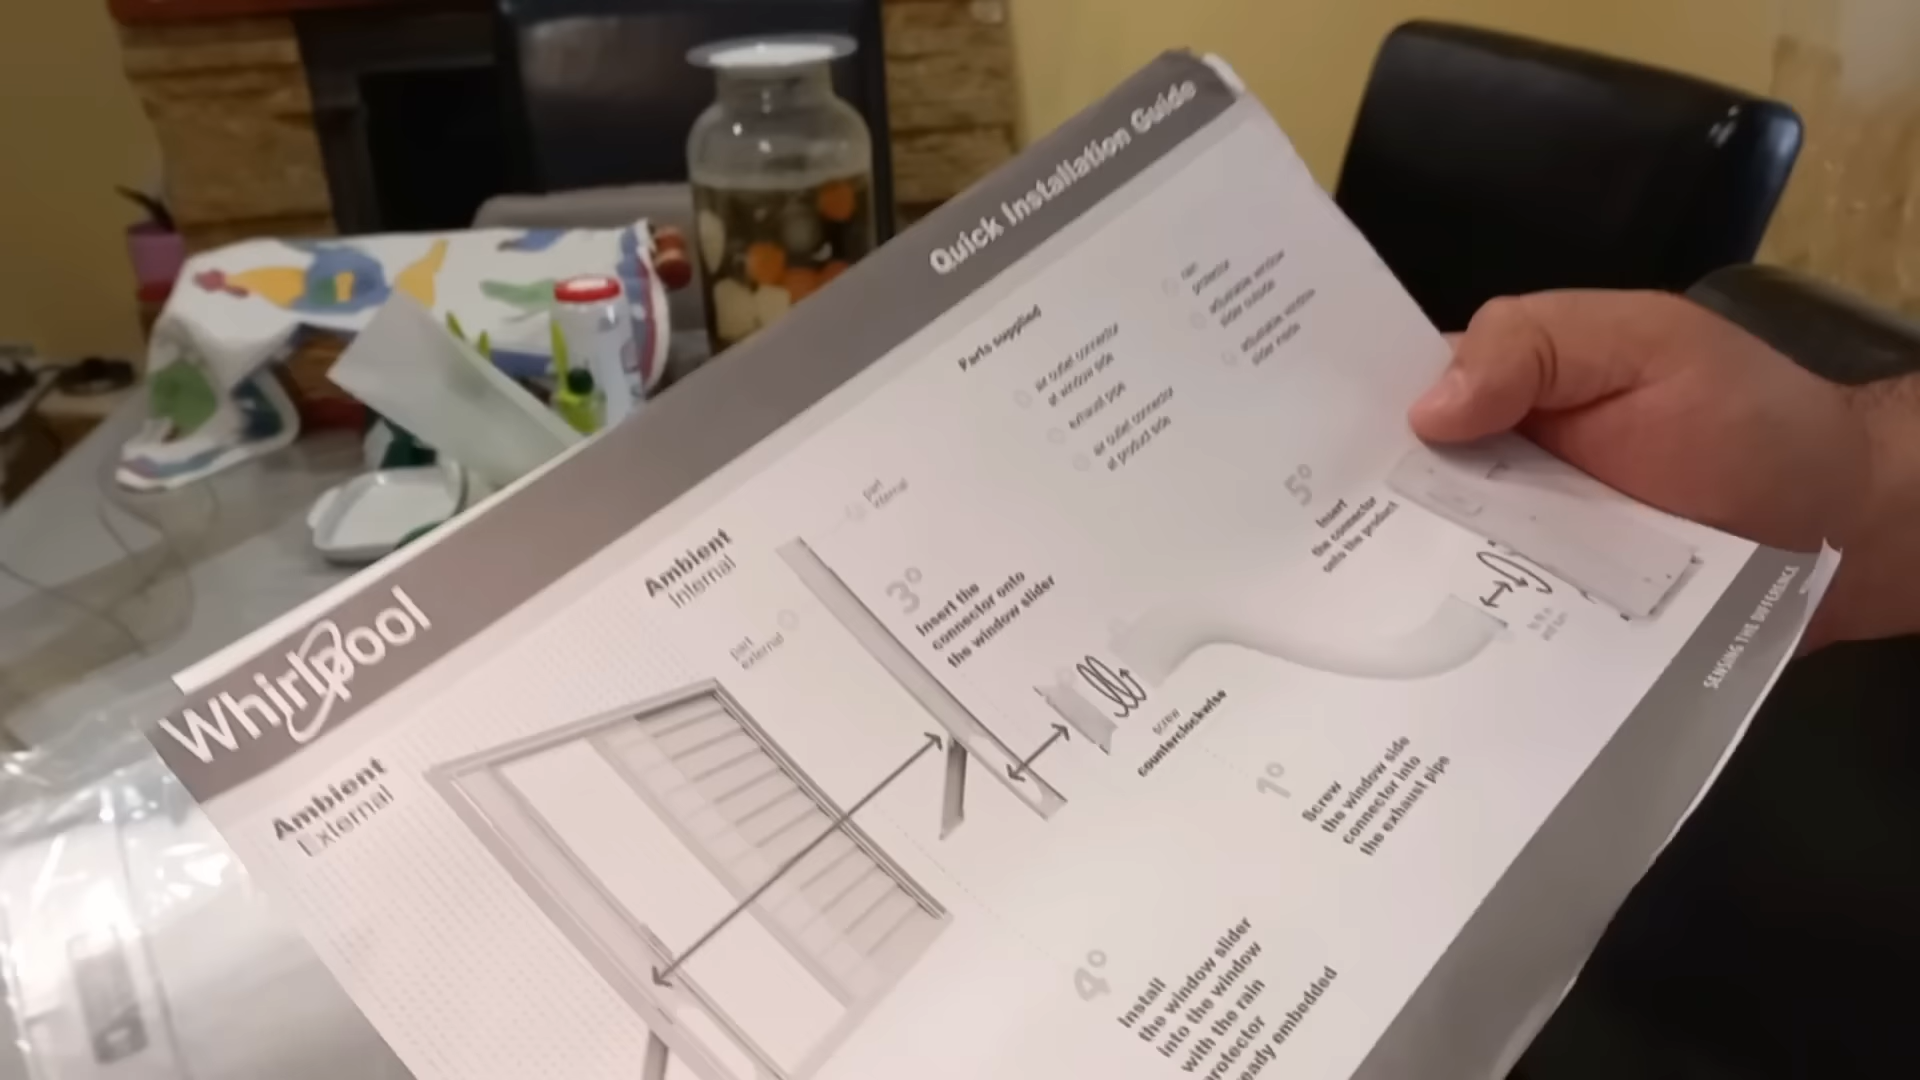 Quick Installation Guide
Whirlpool
Parts supplied
air outlet connector
at window side
exhaust pipe
air outlet connector
at product side
rain
protector
adjustable window
slider outside
adjustable window
slider inside
Ambient
Internal
part
internal
part
external
Ambient
External
3°
Insert the
connector onto
the window slider
5°
Insert
the connector
onto the product
screw
counterclockwise
1°
Screw
the window side
connector into
the exhaust pipe
4°
Install
the window slider
into the window
with the rain
protector
eady embedded
SENSING THE DIFFERENCE